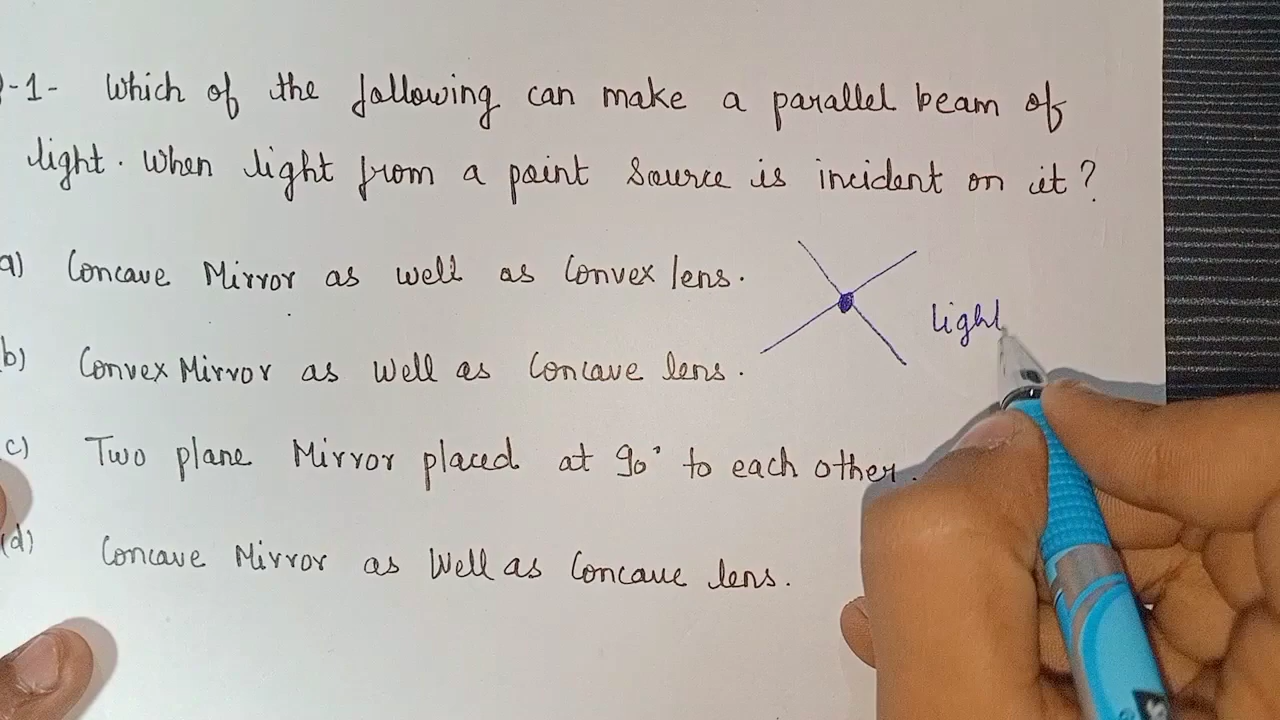 -1- Which of the following can make a parallel beam of
light. When light from a point source is incident on it?
a) Concave Mirror as well as Convex lens.
b) Convex Mirror as well as Concave lens.
c) Two plane Mirror placed at 90° to each other.
(d) Concave Mirror as Well as Concave lens.
light